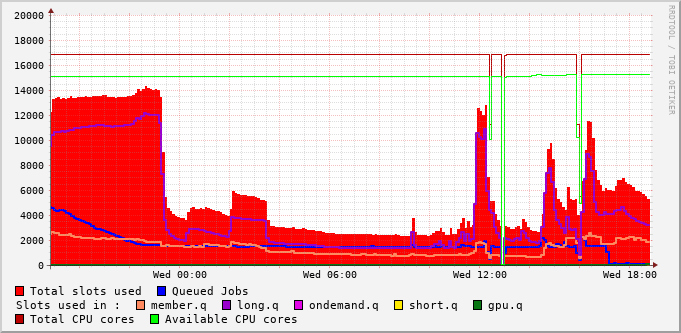 20000
18000
16000
14000
12000
10000
8000
6000
4000
2000
0
Wed 00:00 Wed 06:00 Wed 12:00 Wed 18:00
Total slots used Queued Jobs
Slots used in : member.q long.q ondemand.q short.q gpu.q
Total CPU cores Available CPU cores
RRDTOOL / TOBI OETIKER